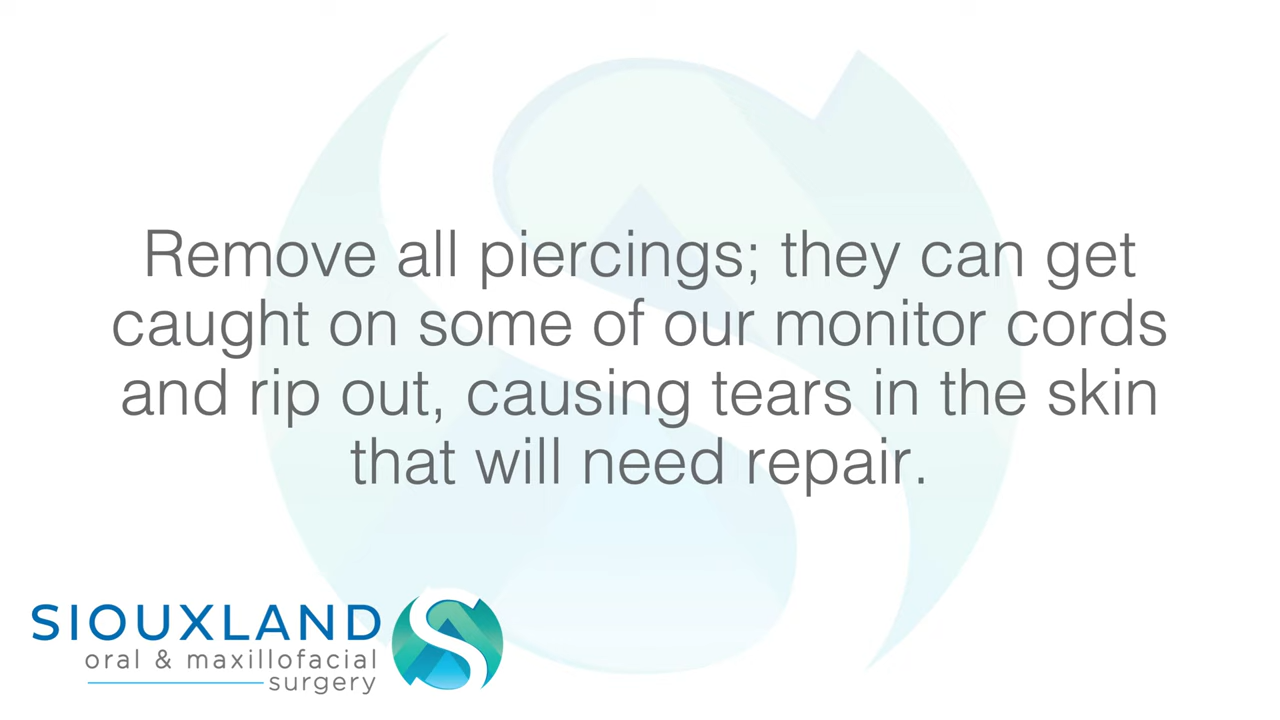 Remove all piercings; they can get
caught on some of our monitor cords
and rip out, causing tears in the skin
that will need repair.
SIOUXLAND
oral & maxillofacial
surgery